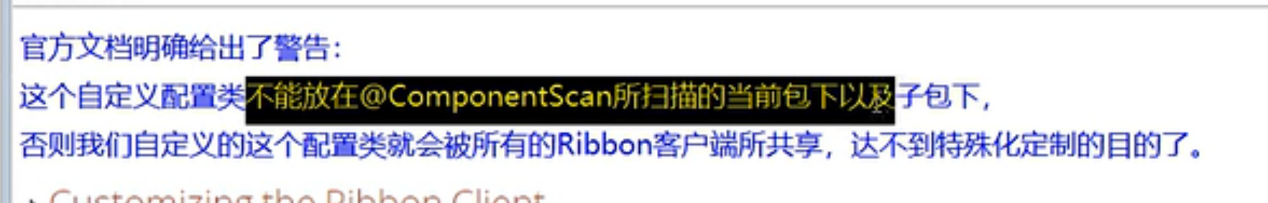 官方文档明确给出了警告：
这个自定义配置类不能放在@ComponentScan所扫描的当前包下以及子包下，
否则我们自定义的这个配置类就会被所有的Ribbon客户端所共享，达不到特殊化定制的目的了。
Customizing the Ribbon Client